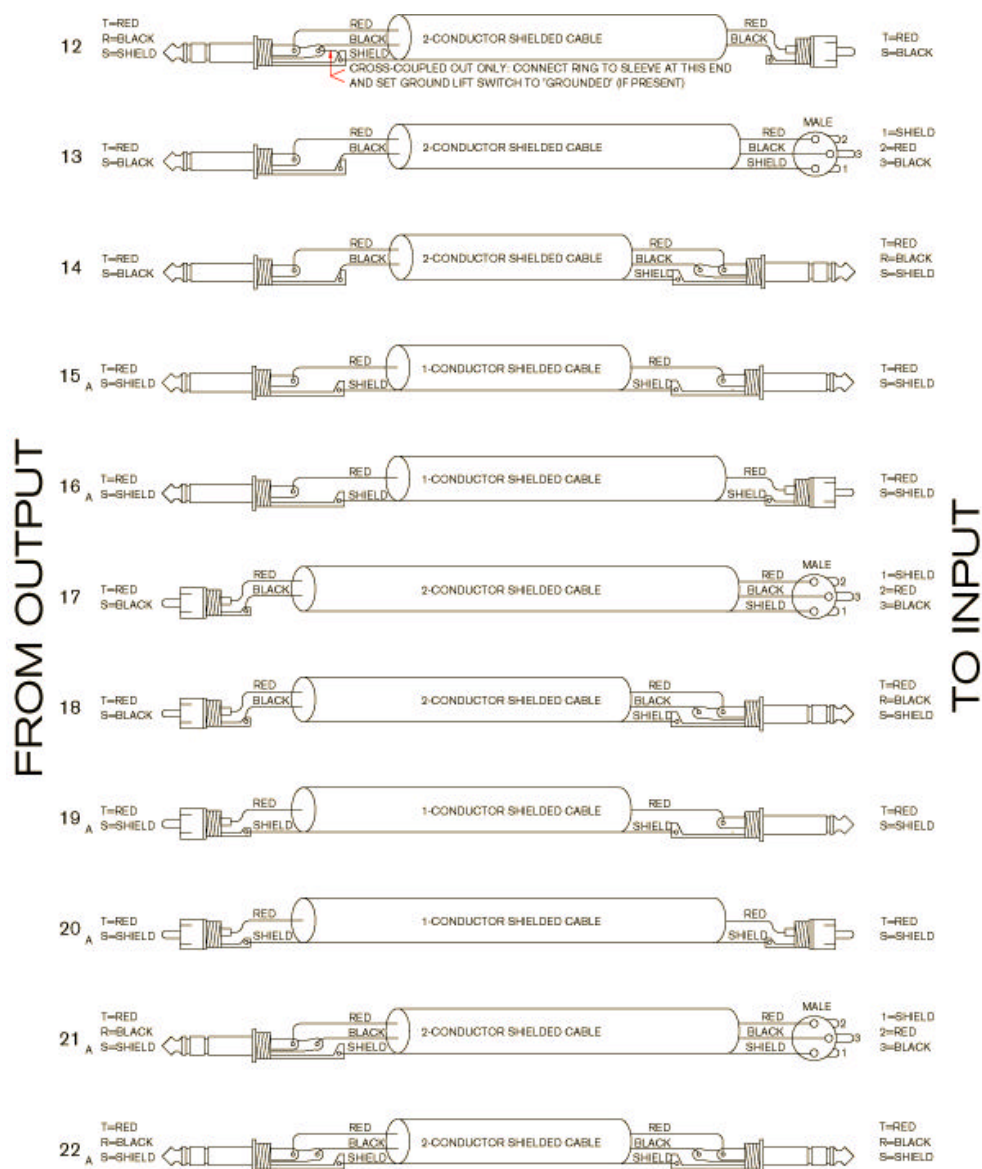 FROM OUTPUT
TO INPUT
12
T=RED
R=BLACK
S=SHIELD
RED
BLACK
SHIELD
2-CONDUCTOR SHIELDED CABLE
RED
BLACK
T=RED
S=BLACK
CROSS-COUPLED OUT ONLY: CONNECT RING TO SLEEVE AT THIS END
AND SET GROUND LIFT SWITCH TO "GROUNDED" (IF PRESENT)
13
T=RED
S=BLACK
RED
BLACK
2-CONDUCTOR SHIELDED CABLE
RED
BLACK
SHIELD
MALE
2
3
1
1=SHIELD
2=RED
3=BLACK
14
T=RED
S=BLACK
RED
BLACK
2-CONDUCTOR SHIELDED CABLE
RED
BLACK
SHIELD
T=RED
R=BLACK
S=SHIELD
15 A
T=RED
S=SHIELD
RED
SHIELD
1-CONDUCTOR SHIELDED CABLE
RED
SHIELD
T=RED
S=SHIELD
16 A
T=RED
S=SHIELD
RED
SHIELD
1-CONDUCTOR SHIELDED CABLE
RED
SHIELD
T=RED
S=SHIELD
17
T=RED
S=BLACK
RED
BLACK
2-CONDUCTOR SHIELDED CABLE
RED
BLACK
SHIELD
MALE
2
3
1
1=SHIELD
2=RED
3=BLACK
18
T=RED
S=BLACK
RED
BLACK
2-CONDUCTOR SHIELDED CABLE
RED
BLACK
SHIELD
T=RED
R=BLACK
S=SHIELD
19 A
T=RED
S=SHIELD
RED
SHIELD
1-CONDUCTOR SHIELDED CABLE
RED
SHIELD
T=RED
S=SHIELD
20 A
T=RED
S=SHIELD
RED
SHIELD
1-CONDUCTOR SHIELDED CABLE
RED
SHIELD
T=RED
S=SHIELD
21 A
T=RED
R=BLACK
S=SHIELD
RED
BLACK
SHIELD
2-CONDUCTOR SHIELDED CABLE
RED
BLACK
SHIELD
MALE
2
3
1
1=SHIELD
2=RED
3=BLACK
22 A
T=RED
R=BLACK
S=SHIELD
RED
BLACK
SHIELD
2-CONDUCTOR SHIELDED CABLE
RED
BLACK
SHIELD
T=RED
R=BLACK
S=SHIELD